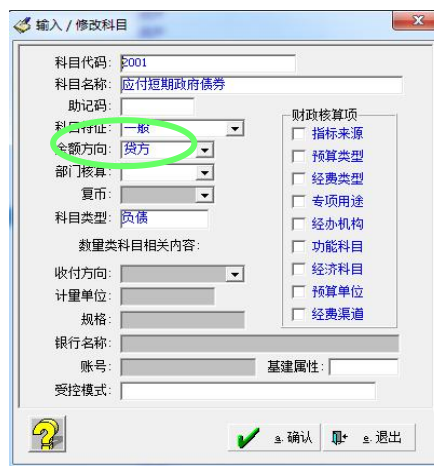 输入 / 修改科目
科目代码: 2001
科目名称: 应付短期政府债券
助记码:
科目特征: 一般
金额方向: 贷方
部门核算:
复币:
科目类型: 负债
数量类科目相关内容:
收付方向:
计量单位:
规格:
银行名称:
账号:
基建属性:
受控模式:
财政核算项
指标来源
预算类型
经费类型
专项用途
经办机构
功能科目
经济科目
预算单位
经费渠道
a.确认
e.退出